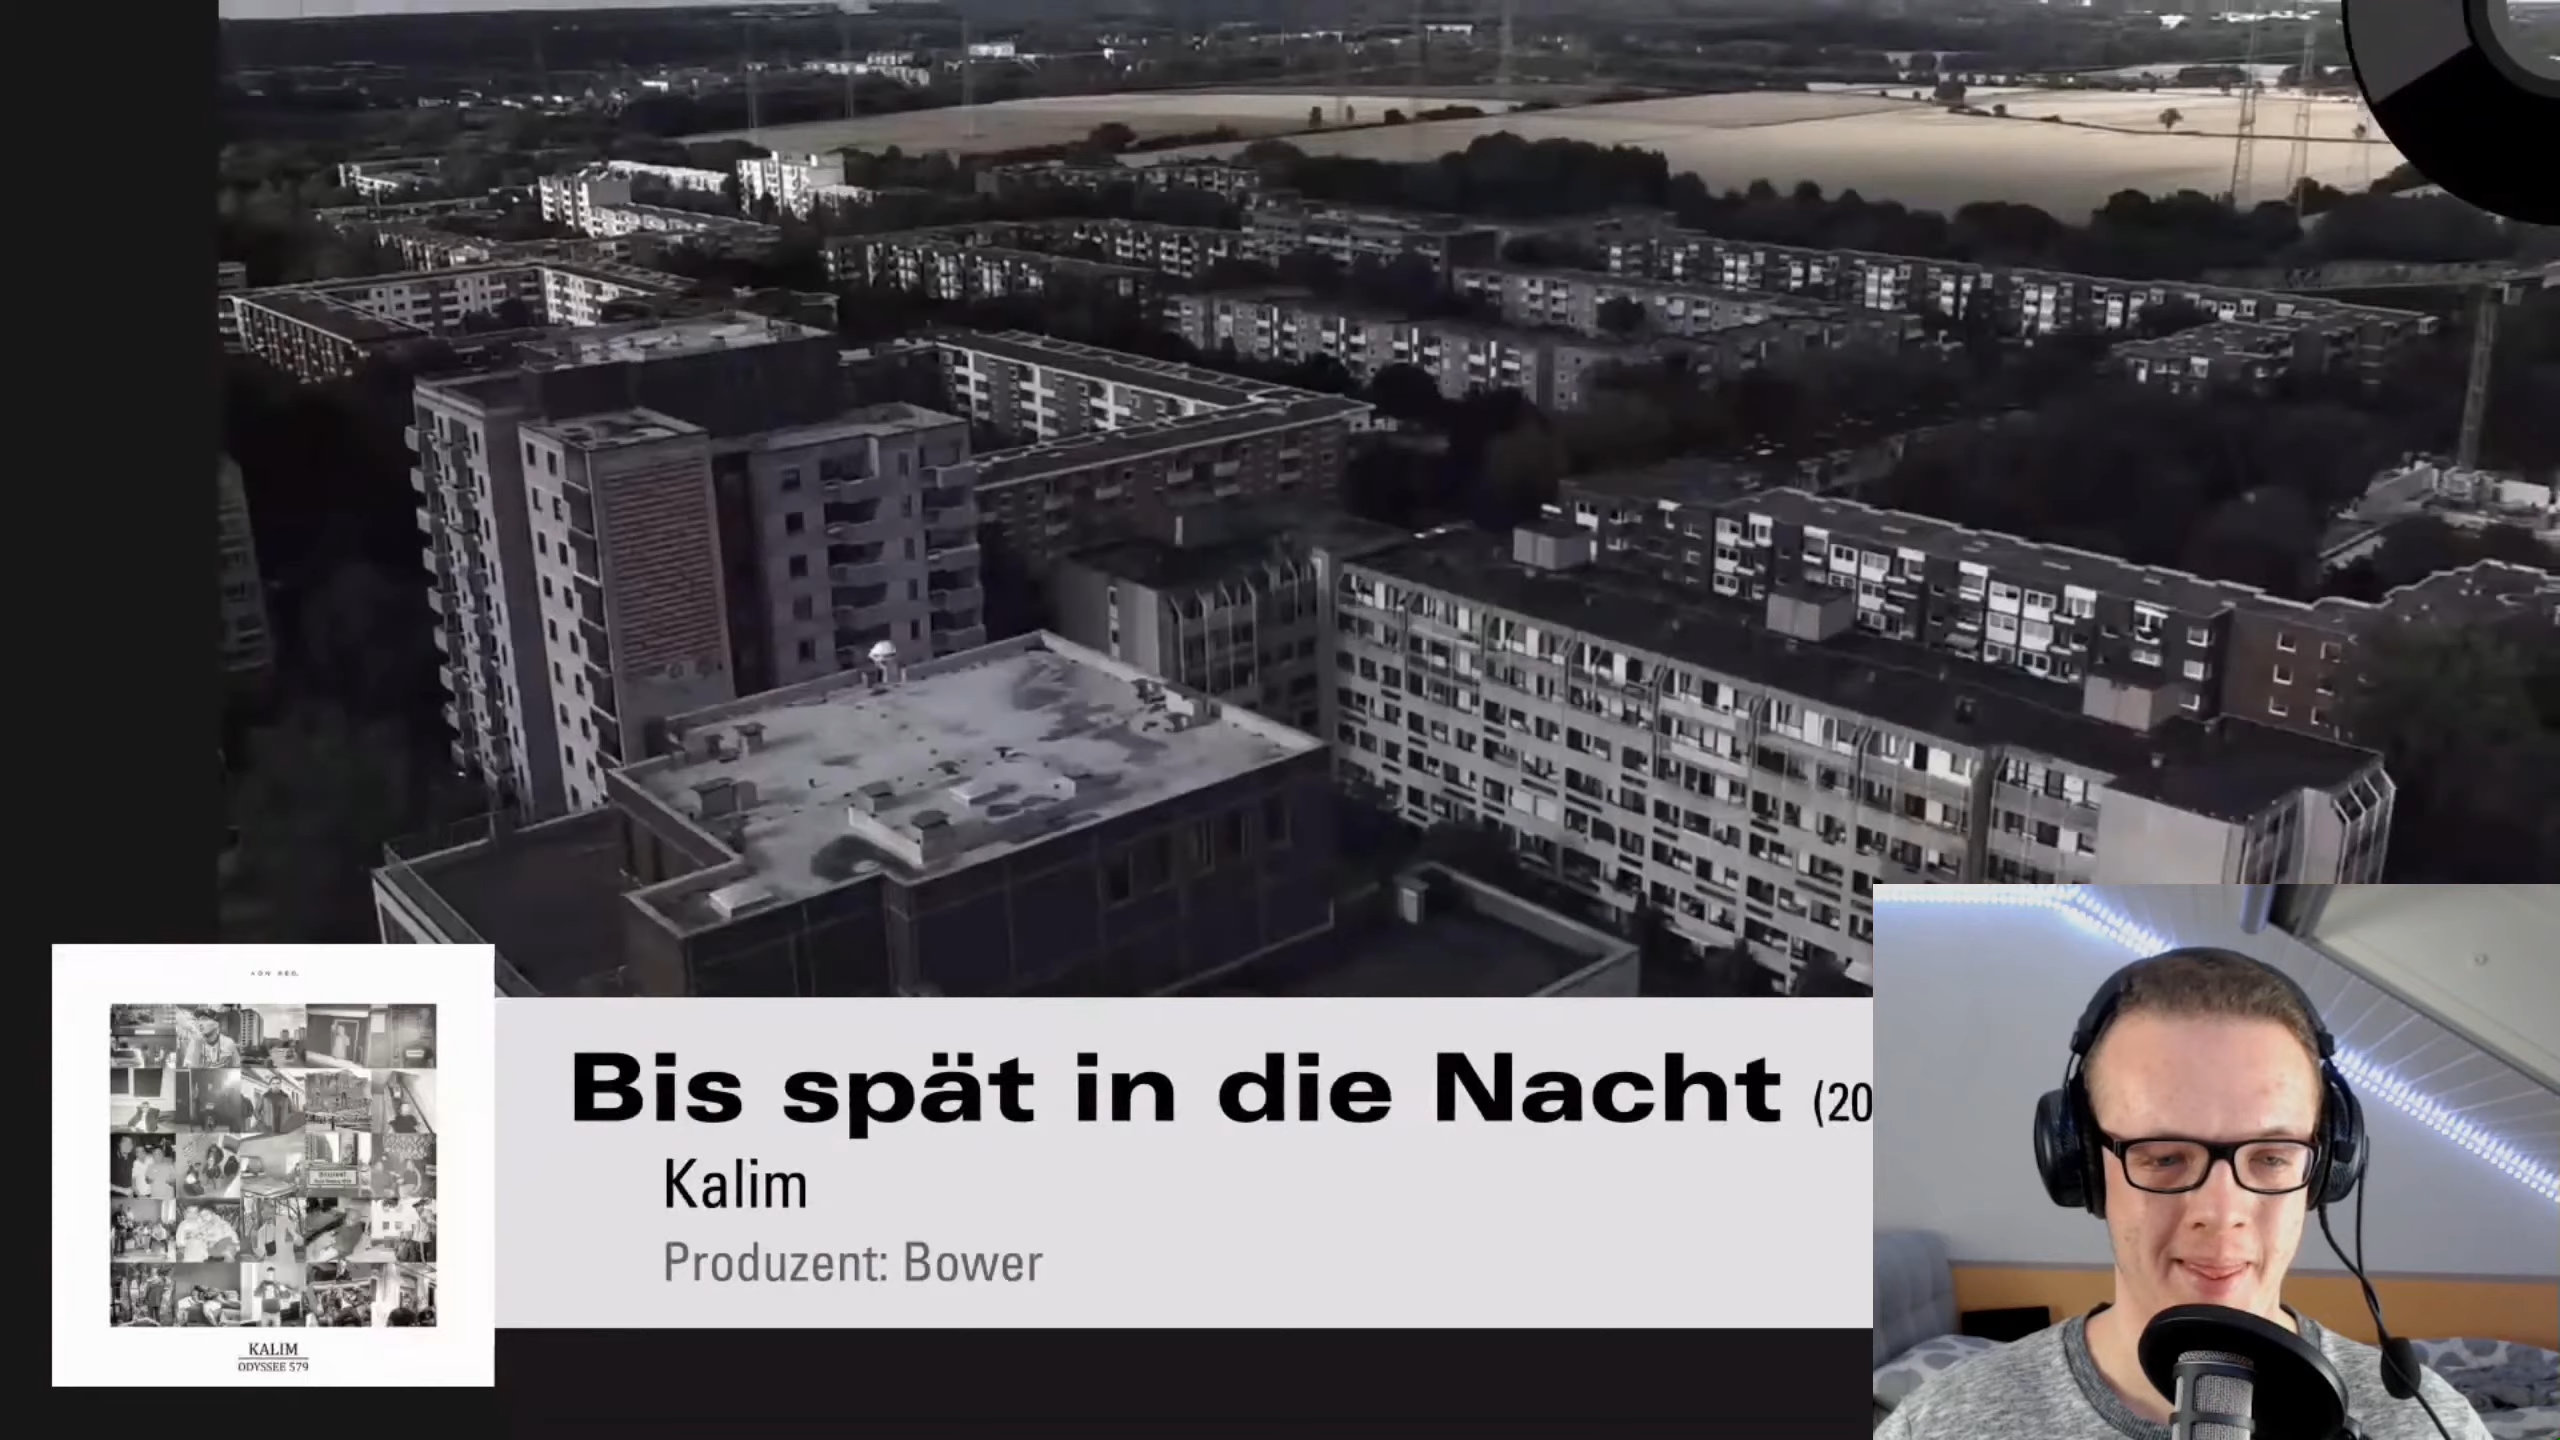 Bis spät in die Nacht (20
Kalim
Produzent: Bower
KALIM
ODYSSEE 579